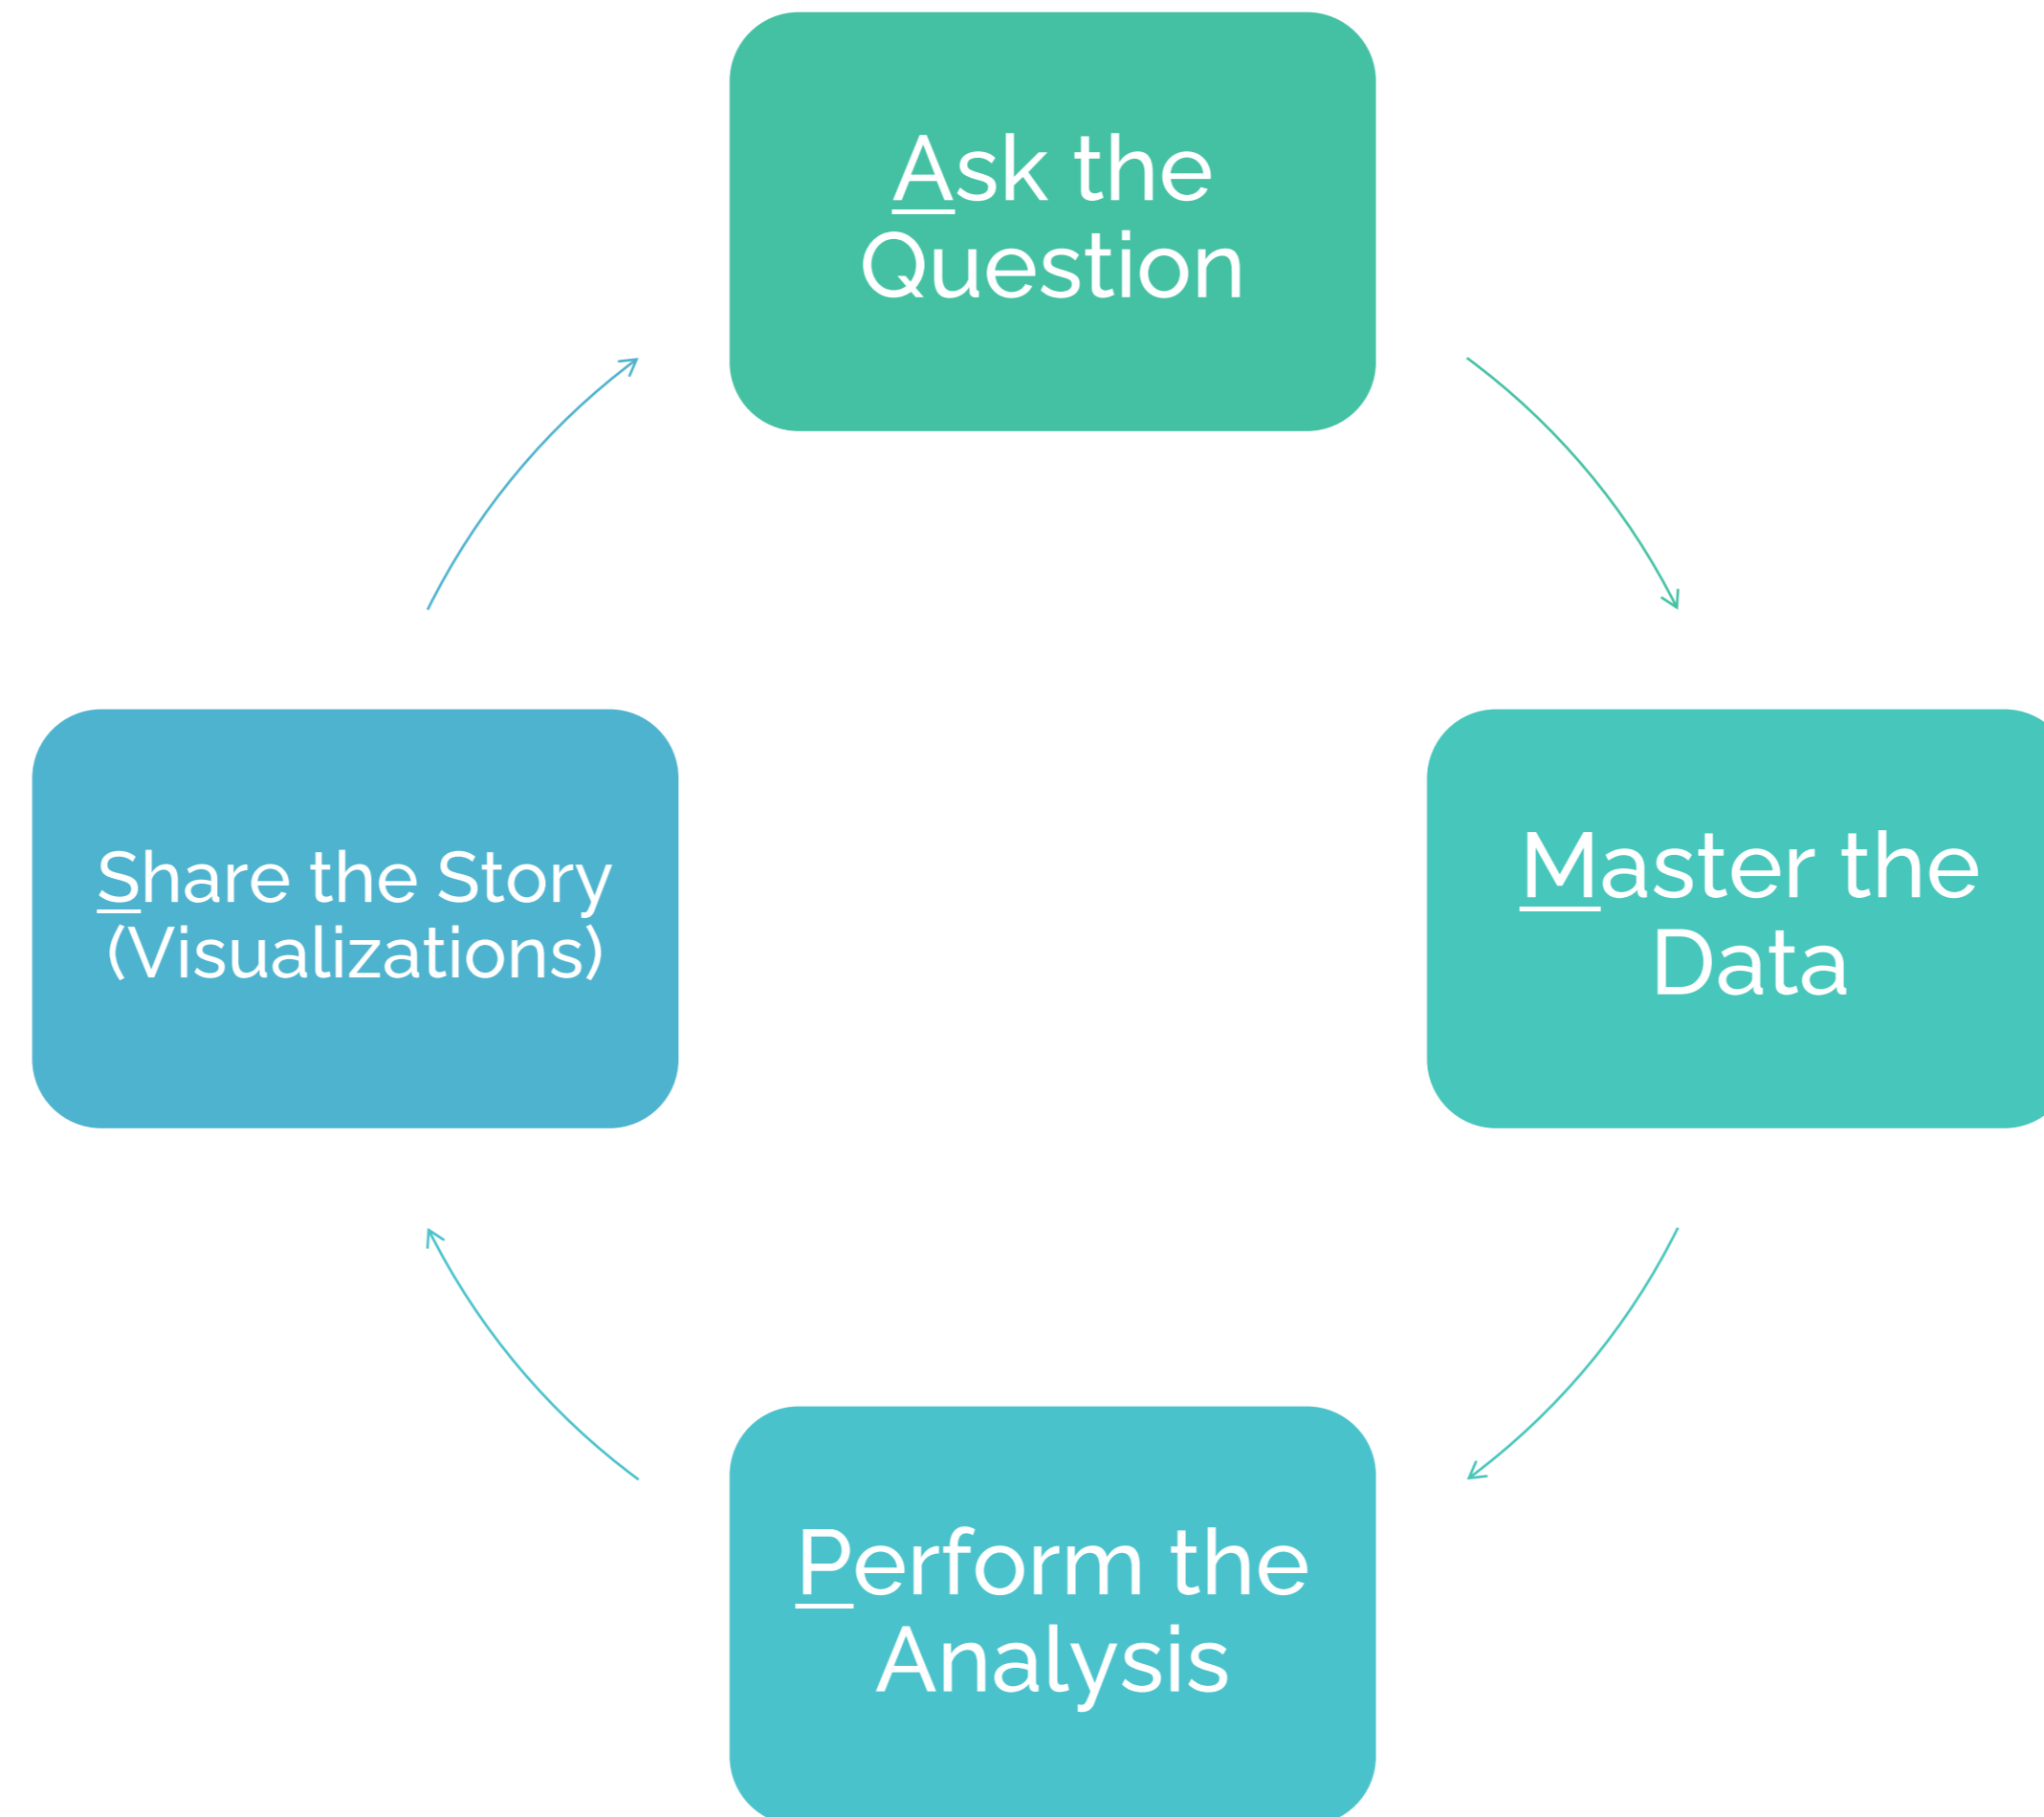 Ask the
Question
Master the
Data
Perform the
Analysis
Share the Story
(Visualizations)